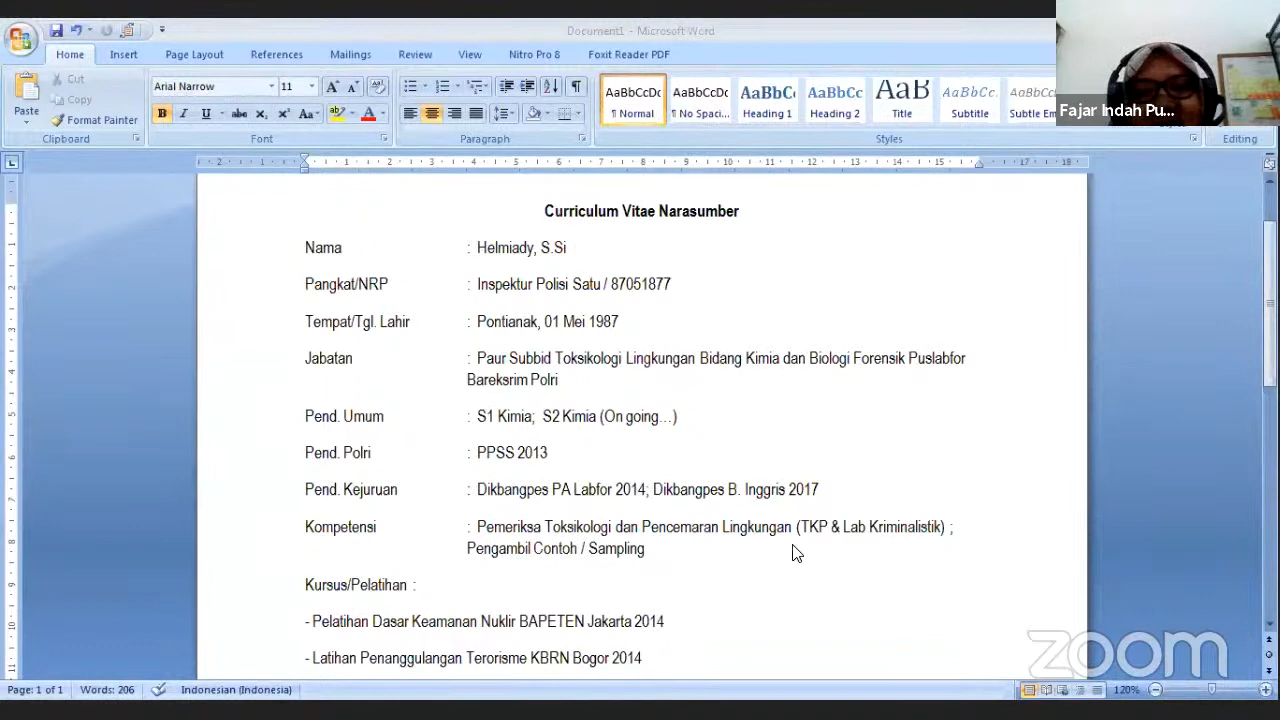 Document1 - Microsoft Word
Home Insert Page Layout References Mailings Review View Nitro Pro 8 Foxit Reader PDF
Paste
Cut
Copy
Format Painter
Clipboard
Arial Narrow 11
Font
Paragraph
AaBbCcDc AaBbCcDc AaBbC AaBbCc AaB AaBbCc. AaBbCc
¶ Normal ¶ No Spaci... Heading 1 Heading 2 Title Subtitle Subtle Em
Styles
Editing
Fajar Indah Pu...
Curriculum Vitae Narasumber
Nama : Helmiady, S.Si
Pangkat/NRP : Inspektur Polisi Satu / 87051877
Tempat/Tgl. Lahir : Pontianak, 01 Mei 1987
Jabatan : Paur Subbid Toksikologi Lingkungan Bidang Kimia dan Biologi Forensik Puslabfor
Bareksrim Polri
Pend. Umum : S1 Kimia; S2 Kimia (On going...)
Pend. Polri : PPSS 2013
Pend. Kejuruan : Dikbangpes PA Labfor 2014; Dikbangpes B. Inggris 2017
Kompetensi : Pemeriksa Toksikologi dan Pencemaran Lingkungan (TKP & Lab Kriminalistik) ;
Pengambil Contoh / Sampling
Kursus/Pelatihan :
- Pelatihan Dasar Keamanan Nuklir BAPETEN Jakarta 2014
- Latihan Penanggulangan Terorisme KBRN Bogor 2014
zoom
Page: 1 of 1 Words: 206 Indonesian (Indonesia) 120%